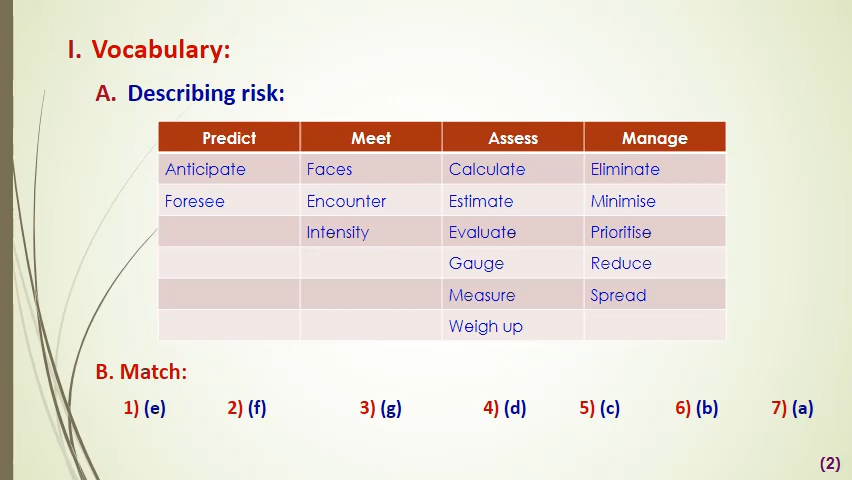 I. Vocabulary:
A. Describing risk:
Predict Meet Assess Manage
Anticipate Faces Calculate Eliminate
Foresee Encounter Estimate Minimise
Intensity Evaluate Prioritise
Gauge Reduce
Measure Spread
Weigh up
B. Match:
1) (e) 2) (f) 3) (g) 4) (d) 5) (c) 6) (b) 7) (a)
(2)